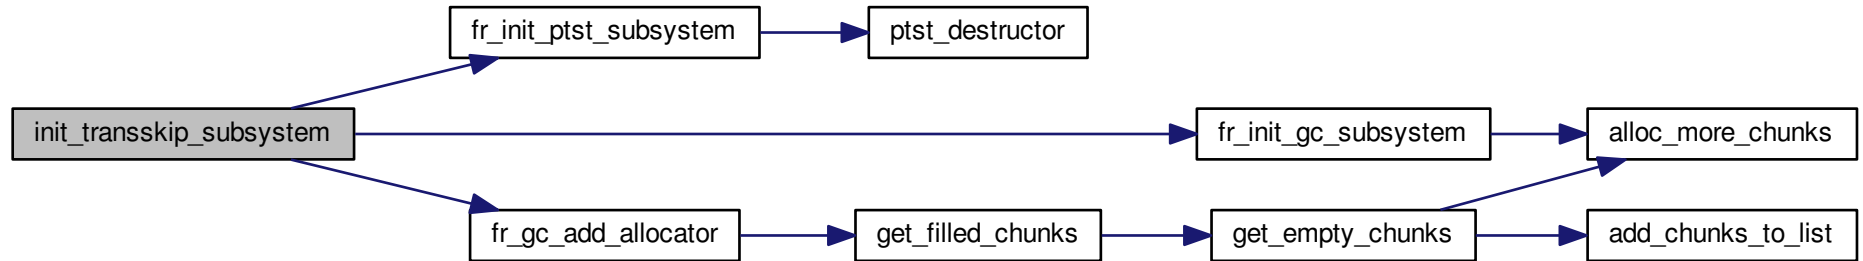 fr_init_ptst_subsystem
ptst_destructor
init_transskip_subsystem
fr_init_gc_subsystem
alloc_more_chunks
fr_gc_add_allocator
get_filled_chunks
get_empty_chunks
add_chunks_to_list